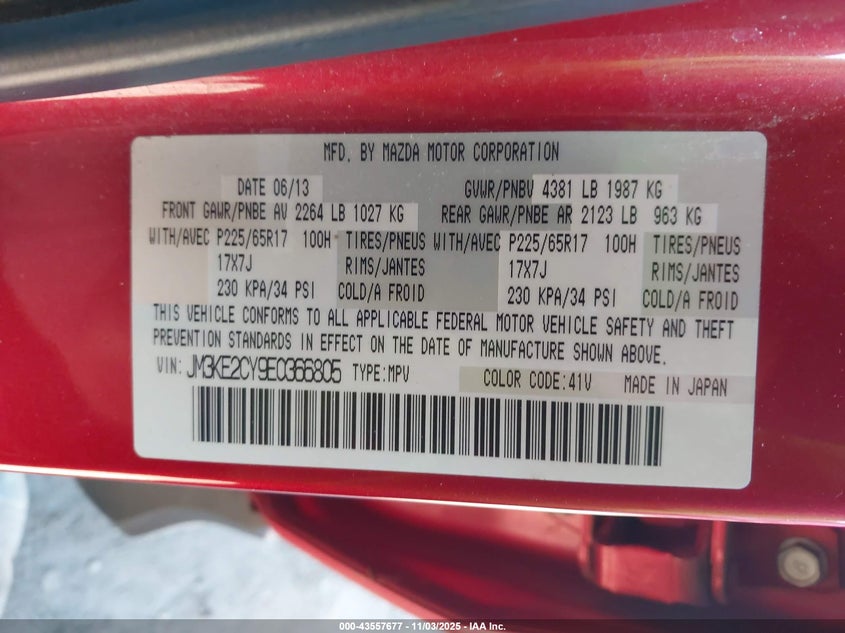 MFD. BY MAZDA MOTOR CORPORATION
DATE 06/13 GVWR/PNBV 4381 LB 1987 KG
FRONT GAWR/PNBE AV 2264 LB 1027 KG REAR GAWR/PNBE AR 2123 LB 963 KG
WITH/AVEC P225/65R17 100H TIRES/PNEUS WITH/AVEC P225/65R17 100H TIRES/PNEUS
17X7J RIMS/JANTES 17X7J RIMS/JANTES
230 KPA/34 PSI COLD/A FROID 230 KPA/34 PSI COLD/A FROID
THIS VEHICLE CONFORMS TO ALL APPLICABLE FEDERAL MOTOR VEHICLE SAFETY AND THEFT
PREVENTION STANDARDS IN EFFECT ON THE DATE OF MANUFACTURE SHOWN ABOVE.
VIN: JM3KE2CY9E0366805 TYPE:MPV COLOR CODE:41V MADE IN JAPAN
000-43557677 - 11/03/2025 - IAA Inc.